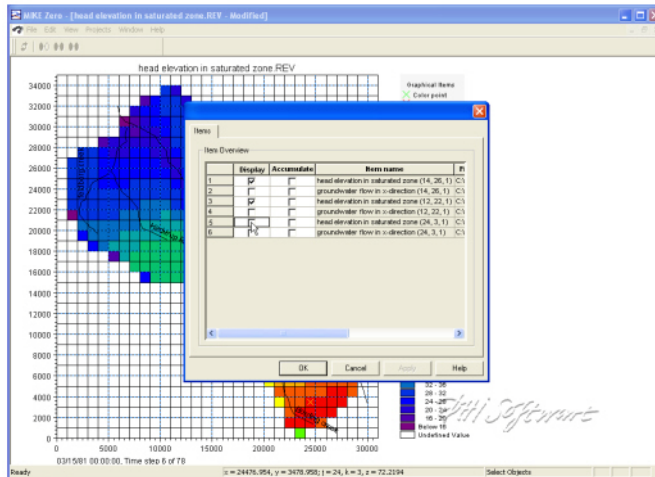 MIKE Zero - [head elevation in saturated zone.REV - Modified]
File Edit View Projects Window Help
head elevation in saturated zone.REV
Graphical Items
Color point
34000
32000
30000
28000
26000
24000
22000
20000
18000
16000
14000
12000
10000
8000
6000
4000
2000
0
Items
Item Overview
Display Accumulate Item name
1 head elevation in saturated zone (14, 26, 1) C:\
2 groundwater flow in x-direction (14, 26, 1) C:\
3 head elevation in saturated zone (12, 22, 1) C:\
4 groundwater flow in x-direction (12, 22, 1) C:\
5 head elevation in saturated zone (24, 3, 1) C:\
6 groundwater flow in x-direction (24, 3, 1) C:\
OK Cancel Apply Help
32 - 36
28 - 32
24 - 28
20 - 24
16 - 20
Below 16
Undefined Value
0 5000 10000 15000 20000 25000 30000
03/15/81 00:00:00, Time step 6 of 78
Ready
x = 24476.954, y = 3478.958; j = 24, k = 3, z = 72.2194
Select Objects